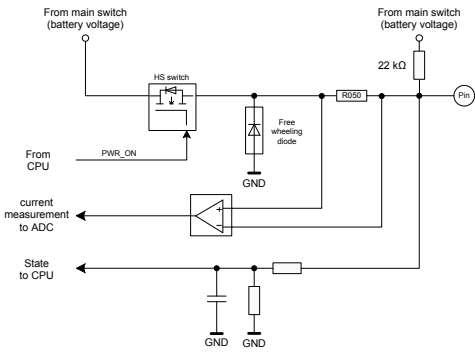 From main switch
(battery voltage)
From main switch
(battery voltage)
HS switch
22 kΩ
R050
Pin
Free
wheeling
diode
From
CPU
PWR_ON
GND
current
measurement
to ADC
+
−
State
to CPU
GND
GND